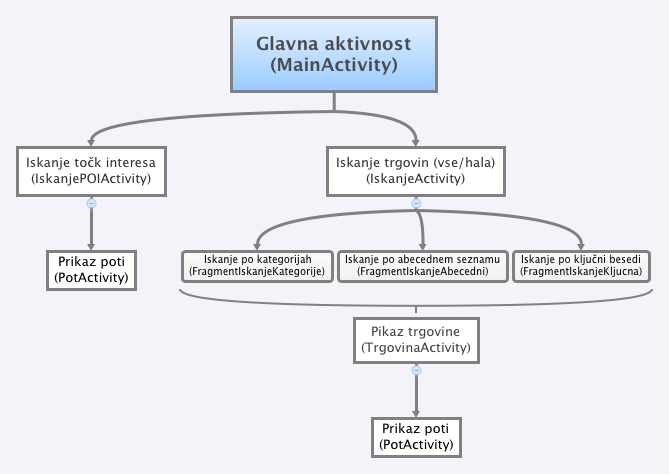 Glavna aktivnost
(MainActivity)
Iskanje točk interesa
(IskanjePOIActivity)
Iskanje trgovin (vse/hala)
(IskanjeActivity)
Prikaz poti
(PotActivity)
Iskanje po kategorijah
(FragmentIskanjeKategorije)
Iskanje po abecednem seznamu
(FragmentIskanjeAbecedni)
Iskanje po ključni besedi
(FragmentIskanjeKljucna)
Pikaz trgovine
(TrgovinaActivity)
Prikaz poti
(PotActivity)